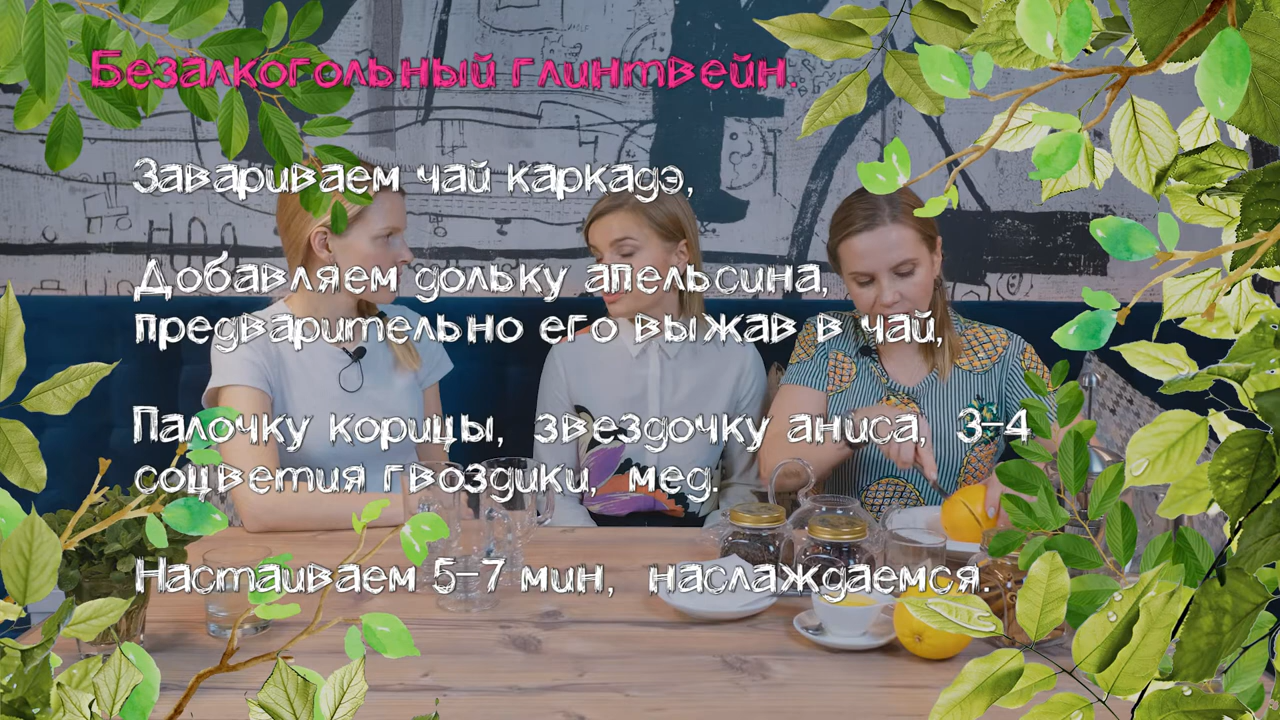 Безалкогольный глинтвейн.
Завариваем чай каркадэ,
Добавляем дольку апельсина,
предварительно его выжав в чай,
Палочку корицы, звездочку аниса, 3-4
соцветия гвоздики, мед.
Настаиваем 5-7 мин, наслаждаемся.